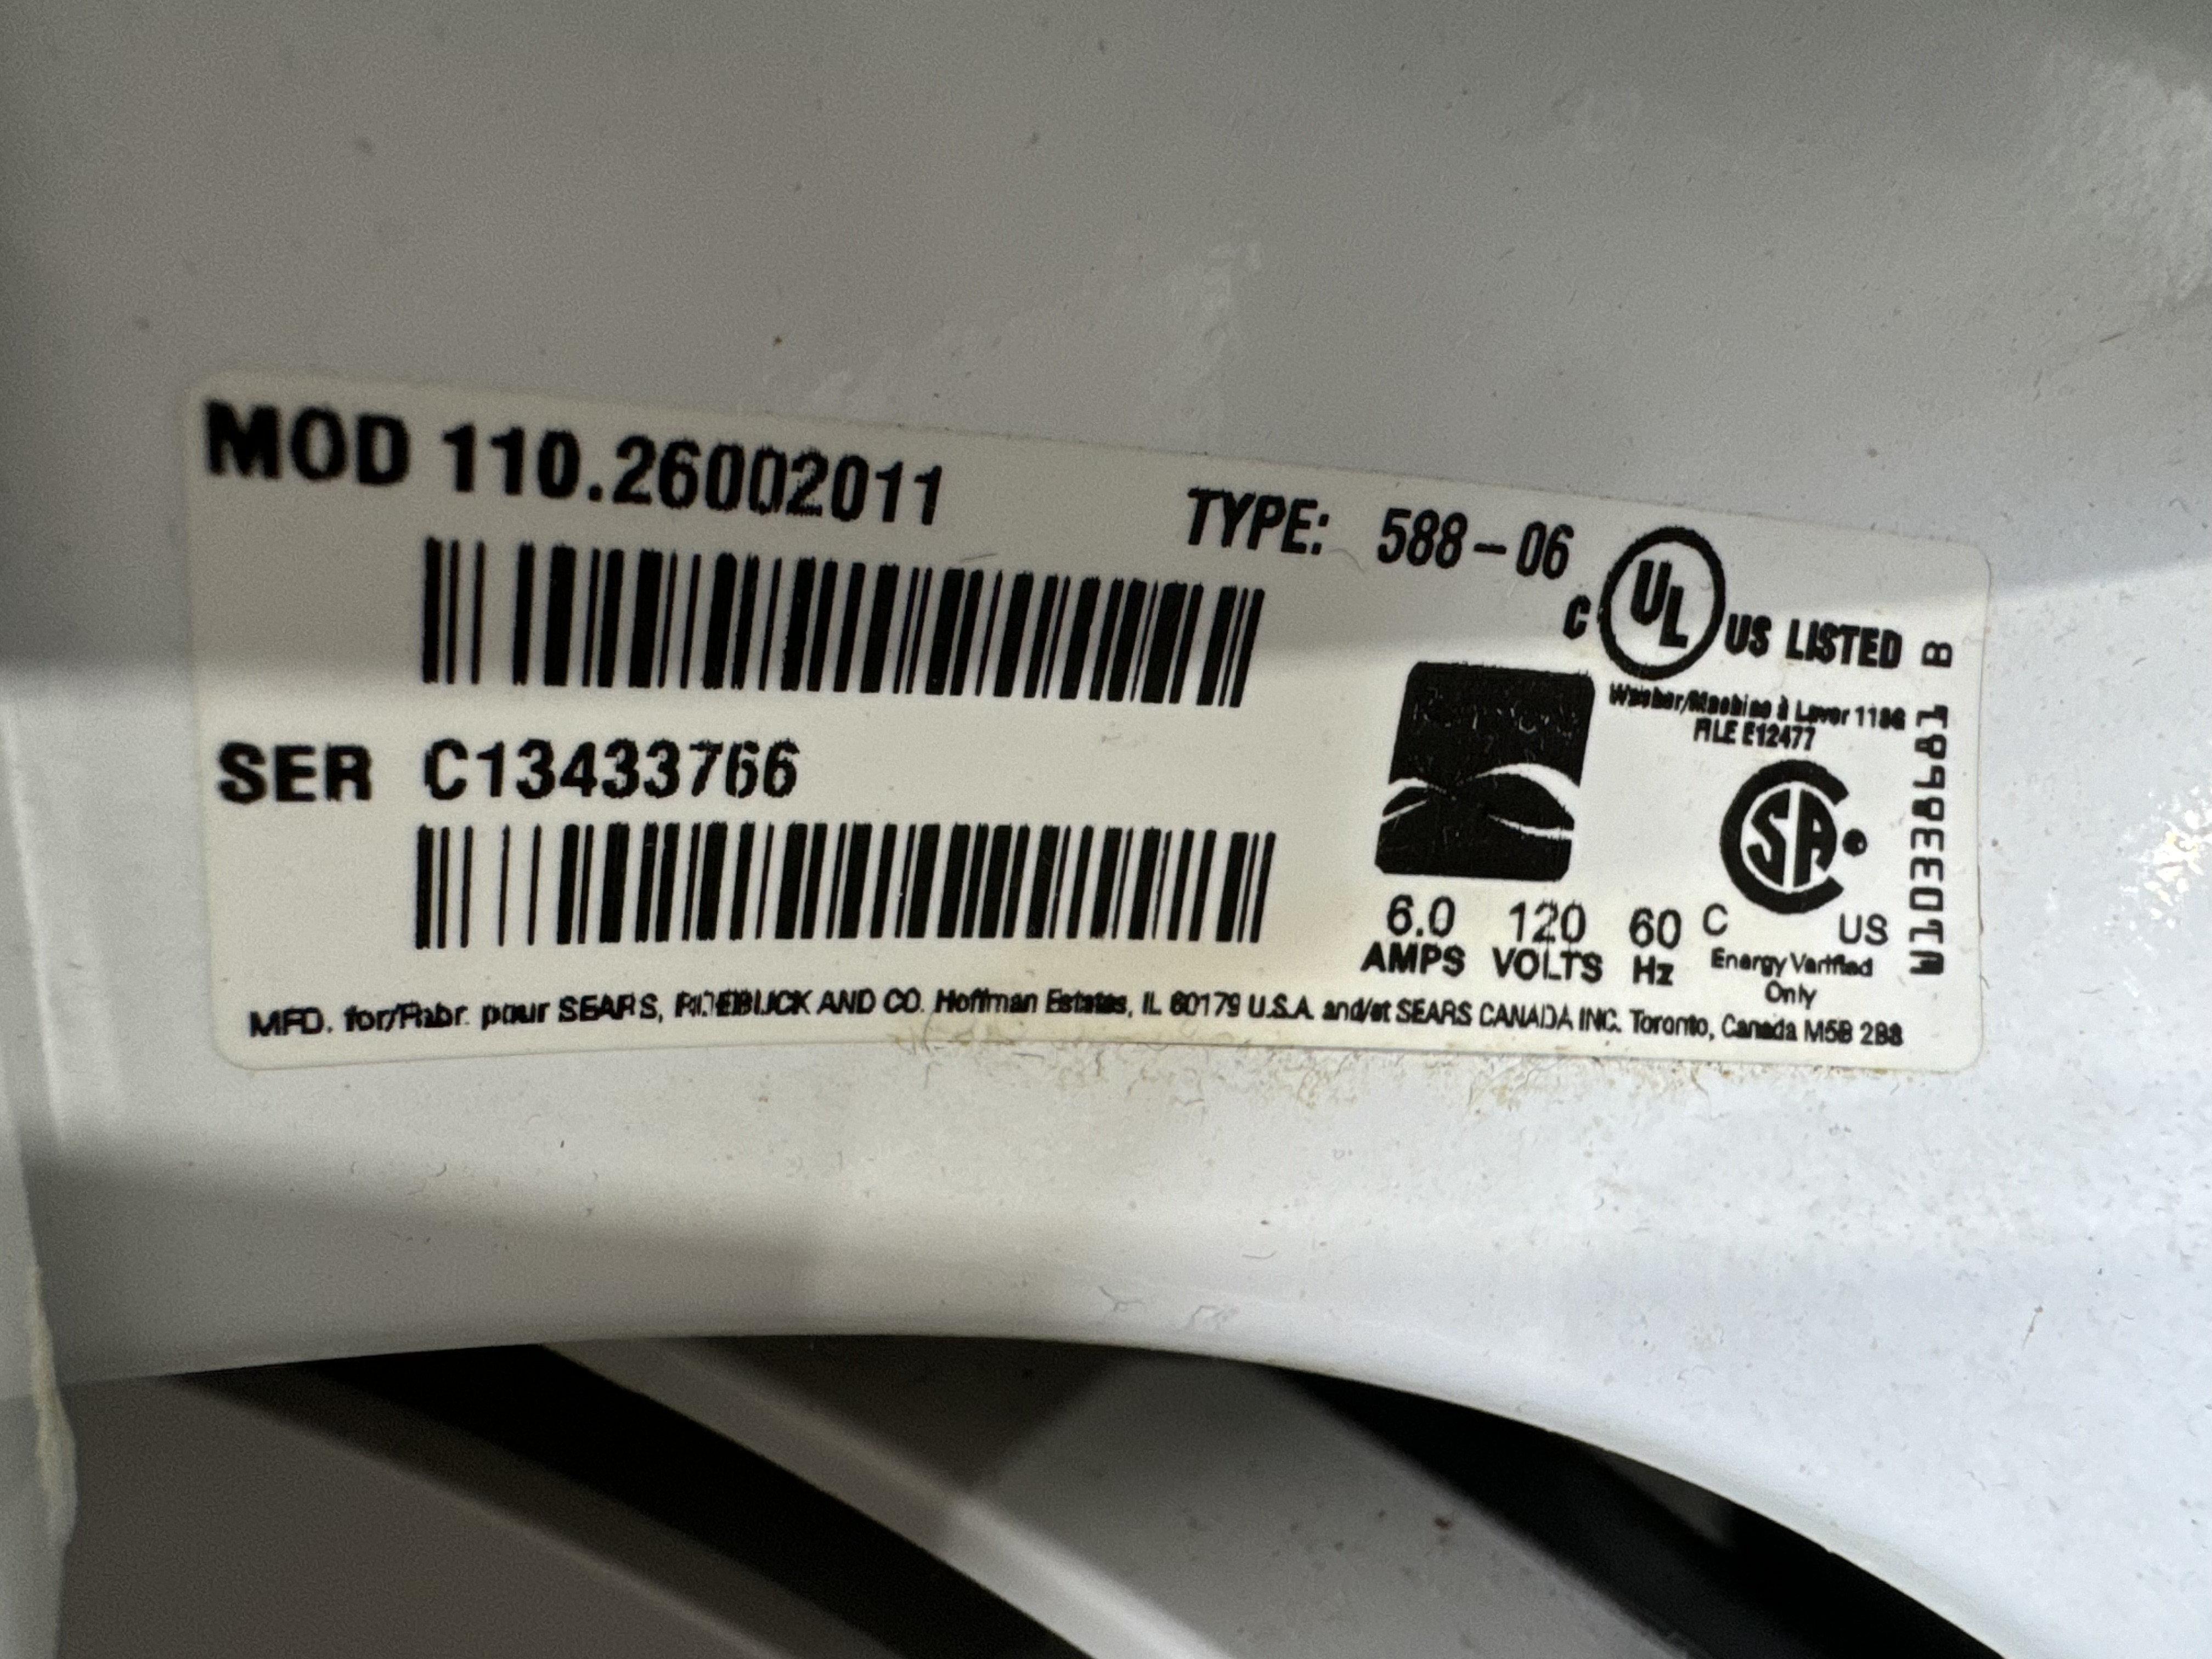 MOD 110.26002011
TYPE: 588-06
C UL US LISTED
Washer/Machine à Laver 118G
FILE E12477
SER C13433766
SA
C US
Energy Verified
Only
6.0 120 60
AMPS VOLTS Hz
MFD. for/Fabr. pour SEARS, ROEBUCK AND CO. Hoffman Estates, IL 60179 U.S.A. and/et SEARS CANADA INC. Toronto, Canada M5B 2B8
W10338981 B